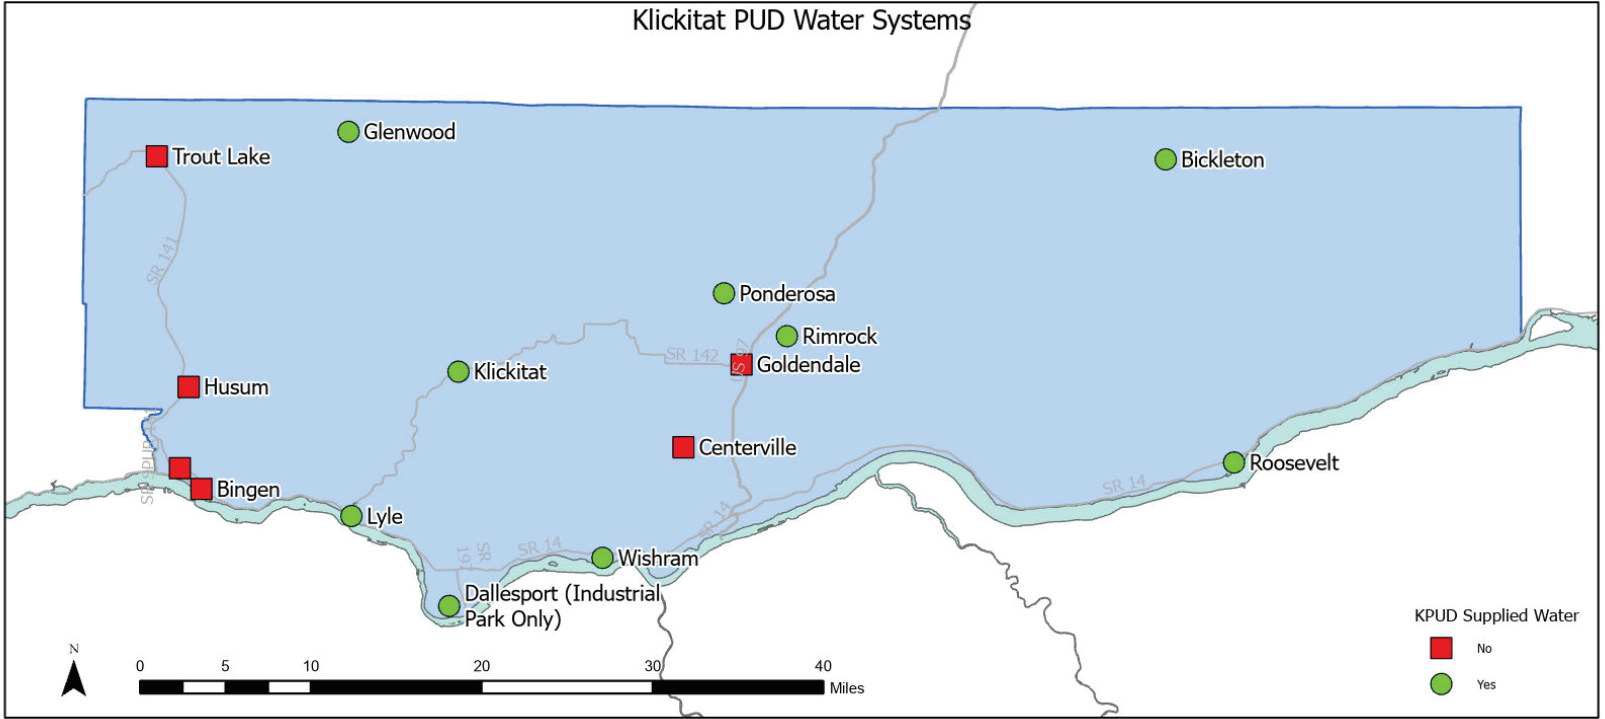 Klickitat PUD Water Systems
Glenwood
Trout Lake
Bickleton
SR 141
Ponderosa
Rimrock
SR 142
US 97
Goldendale
Klickitat
Husum
Centerville
Roosevelt
SR 14
Bingen
Lyle
SR 14
SR 14
Wishram
Dallesport (Industrial
Park Only)
KPUD Supplied Water
No
Yes
N
0 5 10 20 30 40
Miles